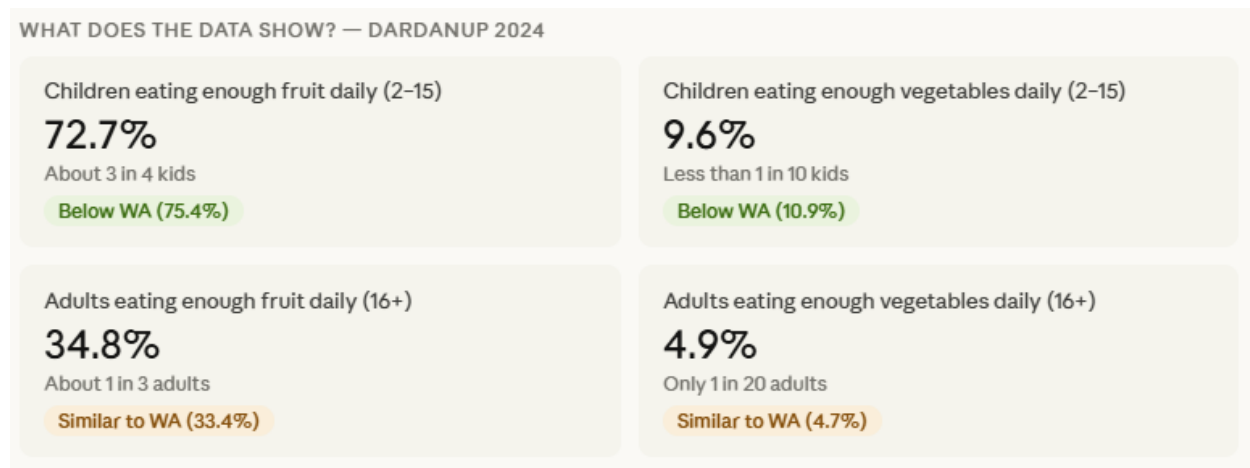 WHAT DOES THE DATA SHOW? — DARDANUP 2024
Children eating enough fruit daily (2–15)
72.7%
About 3 in 4 kids
Below WA (75.4%)
Children eating enough vegetables daily (2–15)
9.6%
Less than 1 in 10 kids
Below WA (10.9%)
Adults eating enough fruit daily (16+)
34.8%
About 1 in 3 adults
Similar to WA (33.4%)
Adults eating enough vegetables daily (16+)
4.9%
Only 1 in 20 adults
Similar to WA (4.7%)